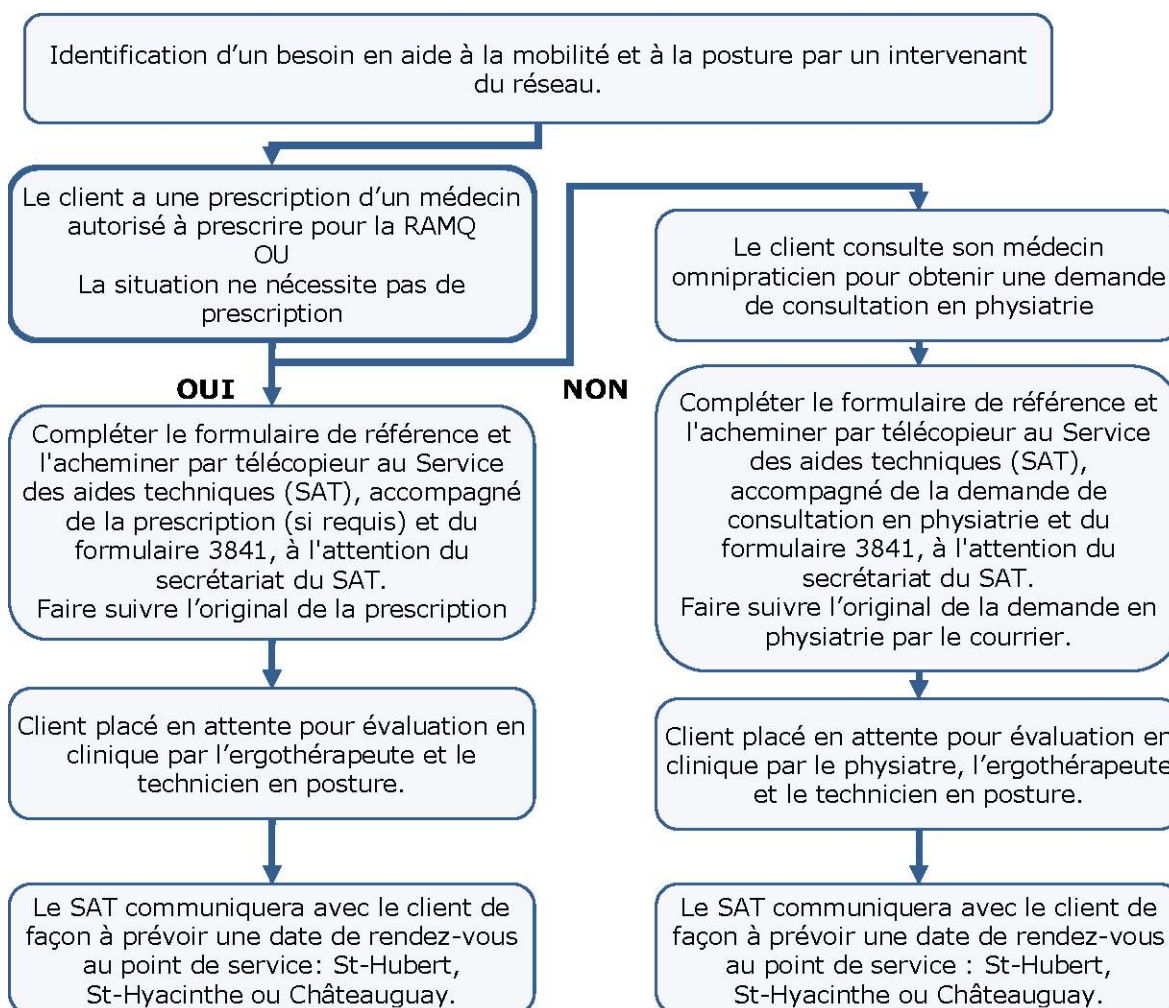 Identification d'un besoin en aide à la mobilité et à la posture par un intervenant
du réseau.
Le client a une prescription d'un médecin
autorisé à prescrire pour la RAMQ
OU
La situation ne nécessite pas de
prescription
OUI
Compléter le formulaire de référence et
l'acheminer par télécopieur au Service
des aides techniques (SAT), accompagné
de la prescription (si requis) et du
formulaire 3841, à l'attention du
secrétariat du SAT.
Faire suivre l'original de la prescription
Client placé en attente pour évaluation en
clinique par l'ergothérapeute et le
technicien en posture.
Le SAT communiquera avec le client de
façon à prévoir une date de rendez-vous
au point de service: St-Hubert,
St-Hyacinthe ou Châteauguay.
NON
Le client consulte son médecin
omnipraticien pour obtenir une demande
de consultation en physiatrie
Compléter le formulaire de référence et
l'acheminer par télécopieur au Service
des aides techniques (SAT),
accompagné de la demande de
consultation en physiatrie et du
formulaire 3841, à l'attention du
secrétariat du SAT.
Faire suivre l'original de la demande en
physiatrie par le courrier.
Client placé en attente pour évaluation en
clinique par le physiatre, l'ergothérapeute
et le technicien en posture.
Le SAT communiquera avec le client de
façon à prévoir une date de rendez-vous
au point de service : St-Hubert,
St-Hyacinthe ou Châteauguay.